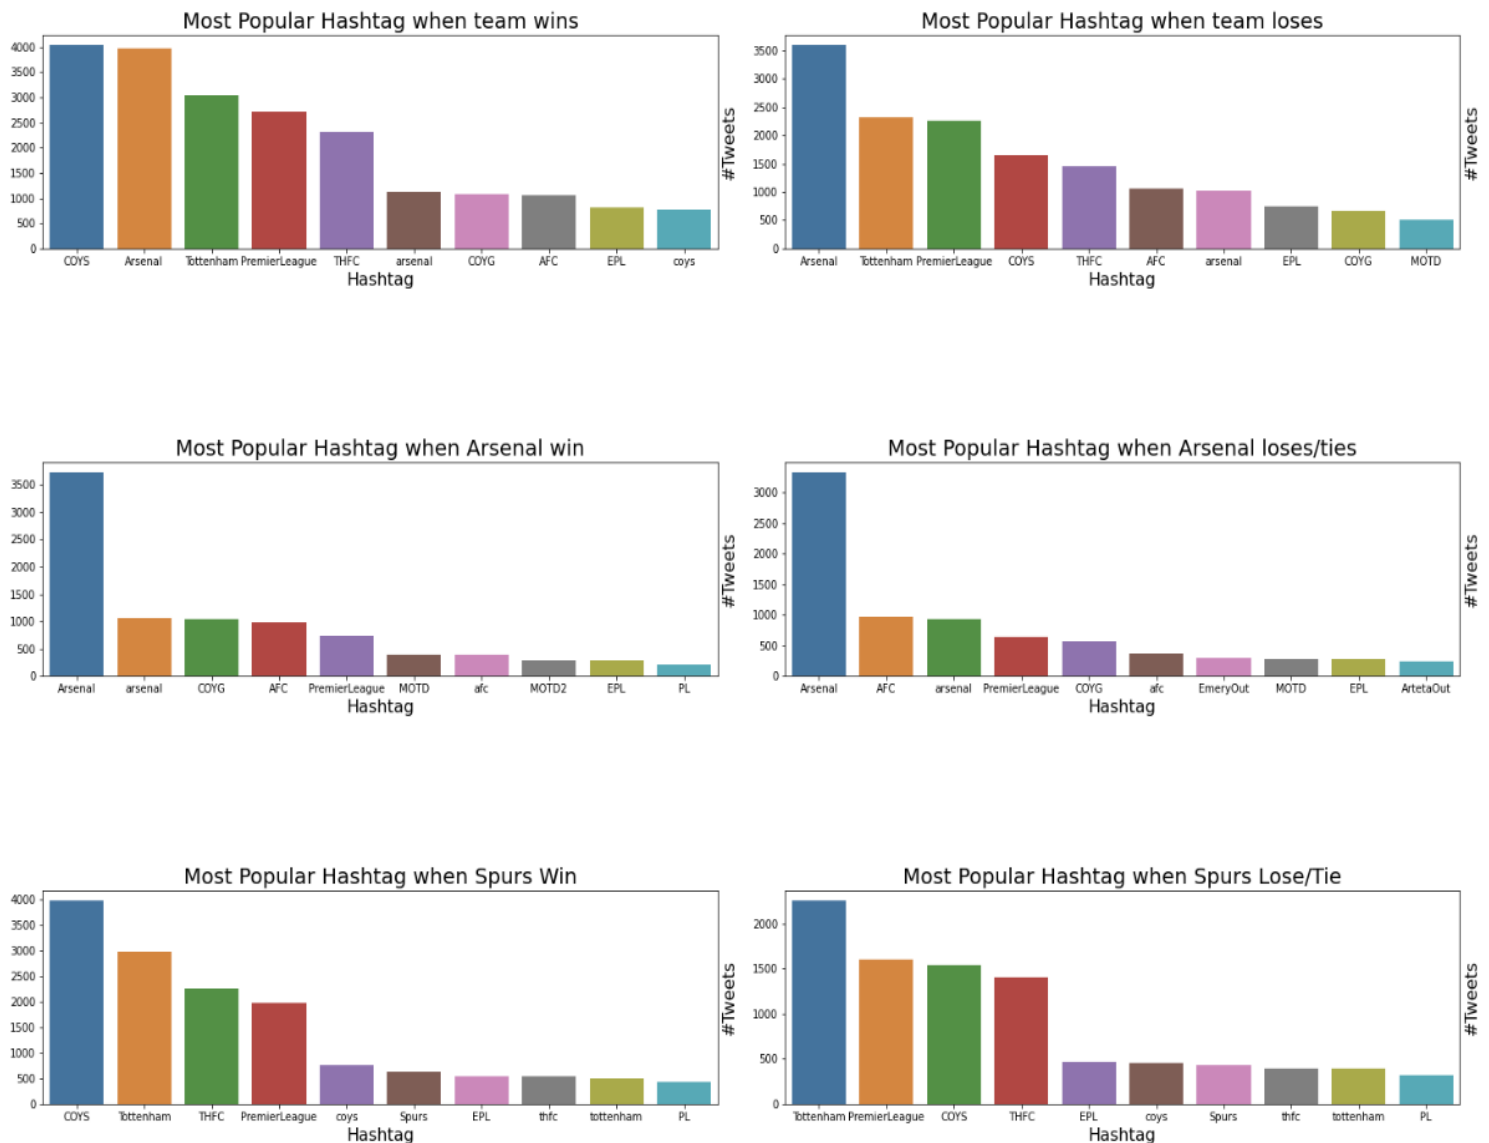 Most Popular Hashtag when team wins
4000
3500
3000
2500
2000
1500
1000
500
0
COYS Arsenal Tottenham PremierLeague THFC arsenal COYG AFC EPL coys
Hashtag
#Tweets
Most Popular Hashtag when team loses
3500
3000
2500
2000
1500
1000
500
0
Arsenal Tottenham PremierLeague COYS THFC AFC arsenal EPL COYG MOTD
Hashtag
#Tweets
Most Popular Hashtag when Arsenal win
3500
3000
2500
2000
1500
1000
500
0
Arsenal arsenal COYG AFC PremierLeague MOTD afc MOTD2 EPL PL
Hashtag
#Tweets
Most Popular Hashtag when Arsenal loses/ties
3000
2500
2000
1500
1000
500
0
Arsenal AFC arsenal PremierLeague COYG afc EmeryOut MOTD EPL ArtetaOut
Hashtag
#Tweets
Most Popular Hashtag when Spurs Win
4000
3500
3000
2500
2000
1500
1000
500
0
COYS Tottenham THFC PremierLeague coys Spurs EPL thfc tottenham PL
Hashtag
#Tweets
Most Popular Hashtag when Spurs Lose/Tie
2000
1500
1000
500
0
Tottenham PremierLeague COYS THFC EPL coys Spurs thfc tottenham PL
Hashtag
#Tweets